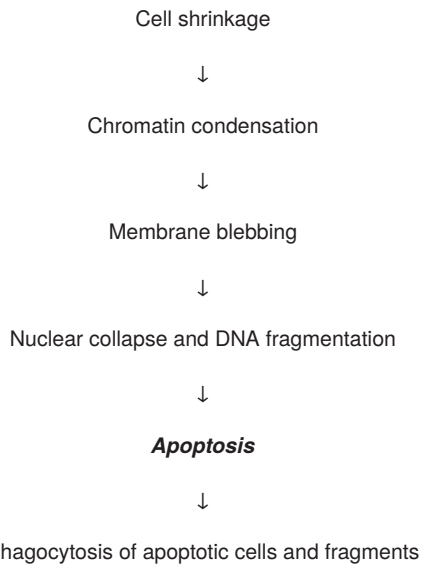 Cell shrinkage
↓
Chromatin condensation
↓
Membrane blebbing
↓
Nuclear collapse and DNA fragmentation
↓
Apoptosis
↓
hagocytosis of apoptotic cells and fragments